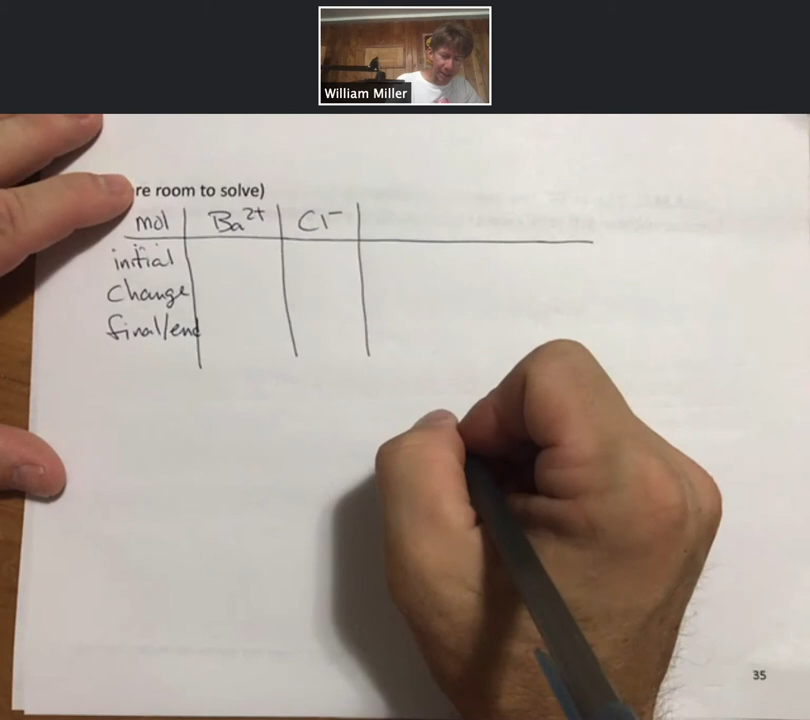 William Miller
re room to solve)
mol Ba²⁺ Cl⁻
initial
change
final/end
35